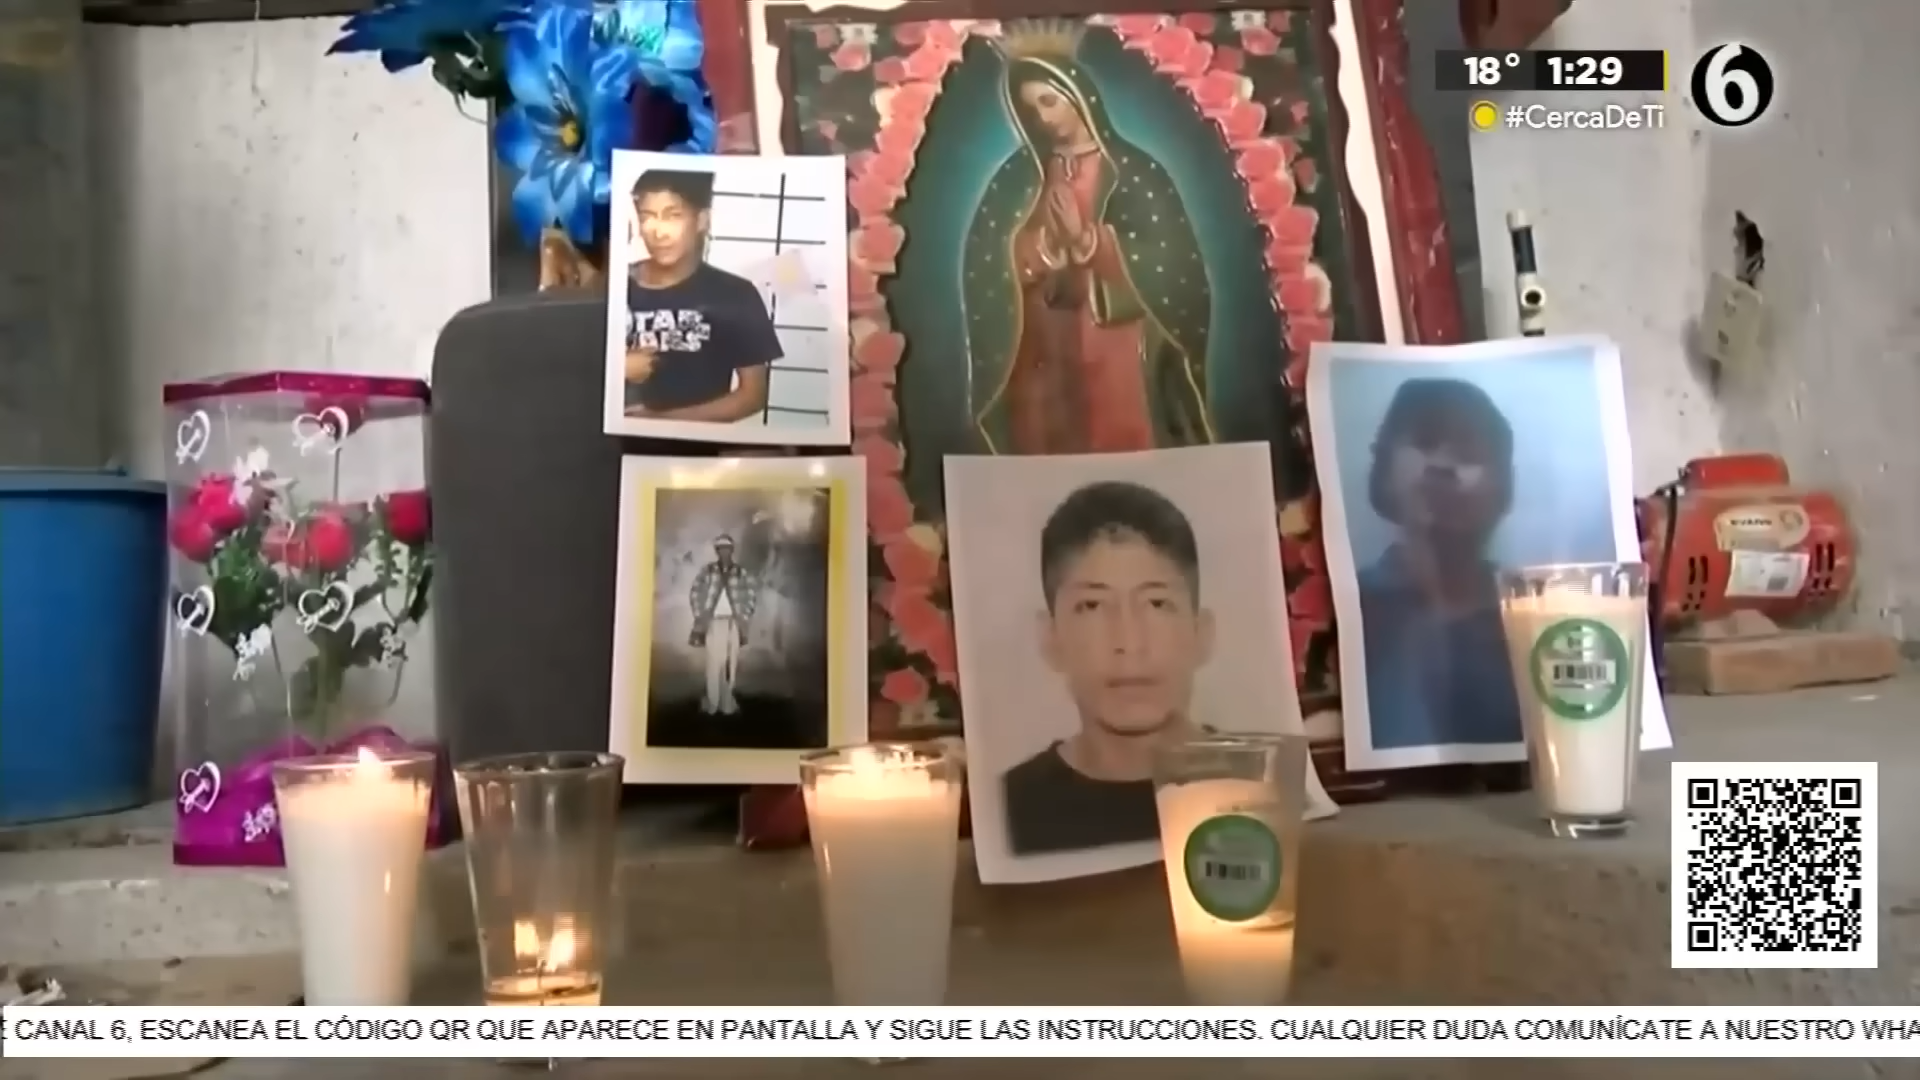 18° 1:29
6
#CercaDeTi
STAR
WARS
EVANS
E CANAL 6, ESCANEA EL CÓDIGO QR QUE APARECE EN PANTALLA Y SIGUE LAS INSTRUCCIONES. CUALQUIER DUDA COMUNÍCATE A NUESTRO WHA